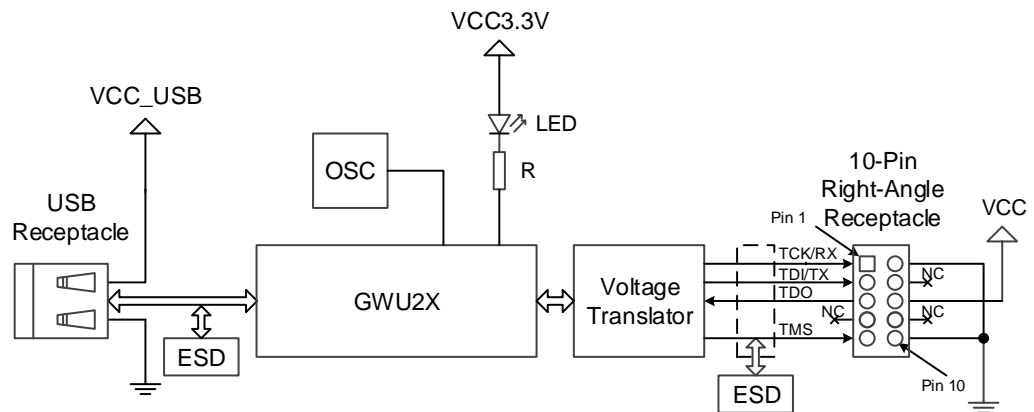 VCC3.3V
VCC_USB
LED
OSC
R
10-Pin
Right-Angle
Receptacle
USB
Receptacle
Pin 1
VCC
GWU2X
Voltage
Translator
TCK/RX
TDI/TX
NC
TDO
NC
NC
TMS
ESD
ESD
Pin 10